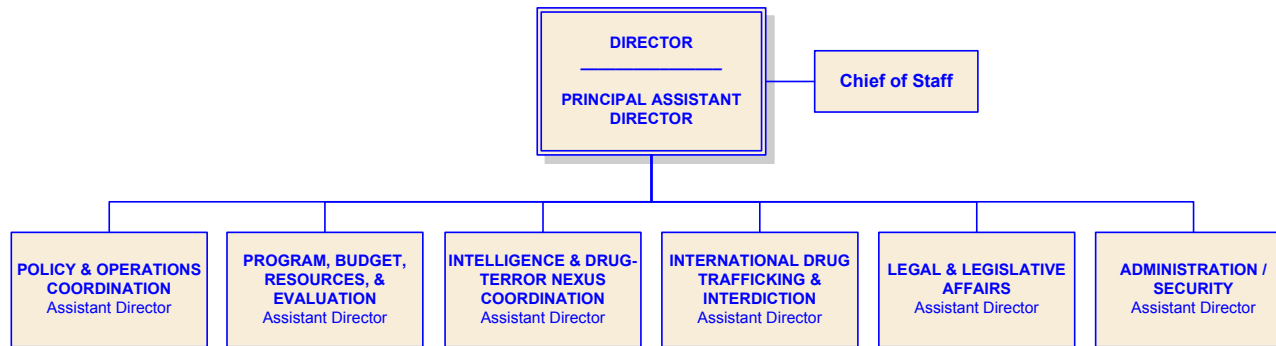 DIRECTOR
PRINCIPAL ASSISTANT
DIRECTOR
Chief of Staff
POLICY & OPERATIONS
COORDINATION
Assistant Director
PROGRAM, BUDGET,
RESOURCES, &
EVALUATION
Assistant Director
INTELLIGENCE & DRUG-
TERROR NEXUS
COORDINATION
Assistant Director
INTERNATIONAL DRUG
TRAFFICKING &
INTERDICTION
Assistant Director
LEGAL & LEGISLATIVE
AFFAIRS
Assistant Director
ADMINISTRATION /
SECURITY
Assistant Director